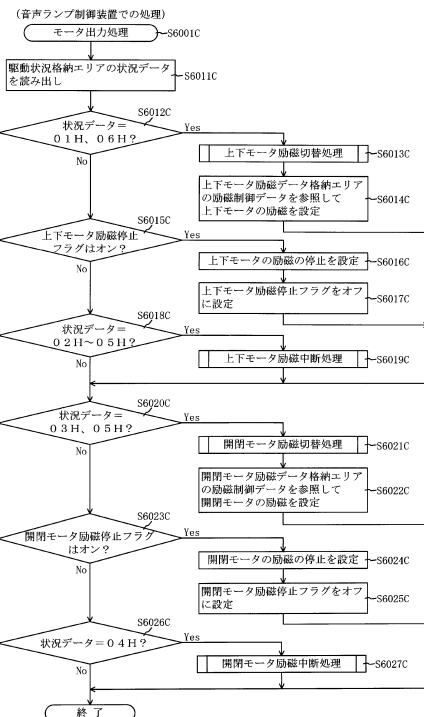 （音声ランプ制御装置での処理）
モータ出力処理
S6001C
駆動状況格納エリアの状況データ
を読み出し
S6011C
状況データ＝
０１Ｈ、０６Ｈ？
S6012C
Yes
No
上下モータ励磁切替処理
S6013C
上下モータ励磁データ格納エリア
の励磁制御データを参照して
上下モータの励磁を設定
S6014C
上下モータ励磁停止
フラグはオン？
S6015C
Yes
No
上下モータの励磁の停止を設定
S6016C
上下モータ励磁停止フラグをオフ
に設定
S6017C
状況データ＝
０２Ｈ～０５Ｈ？
S6018C
Yes
No
上下モータ励磁中断処理
S6019C
状況データ＝
０３Ｈ、０５Ｈ？
S6020C
Yes
No
開閉モータ励磁切替処理
S6021C
開閉モータ励磁データ格納エリア
の励磁制御データを参照して
開閉モータの励磁を設定
S6022C
開閉モータ励磁停止フラグ
はオン？
S6023C
Yes
No
開閉モータの励磁の停止を設定
S6024C
開閉モータ励磁停止フラグをオフ
に設定
S6025C
状況データ＝０４Ｈ？
S6026C
Yes
No
開閉モータ励磁中断処理
S6027C
終了